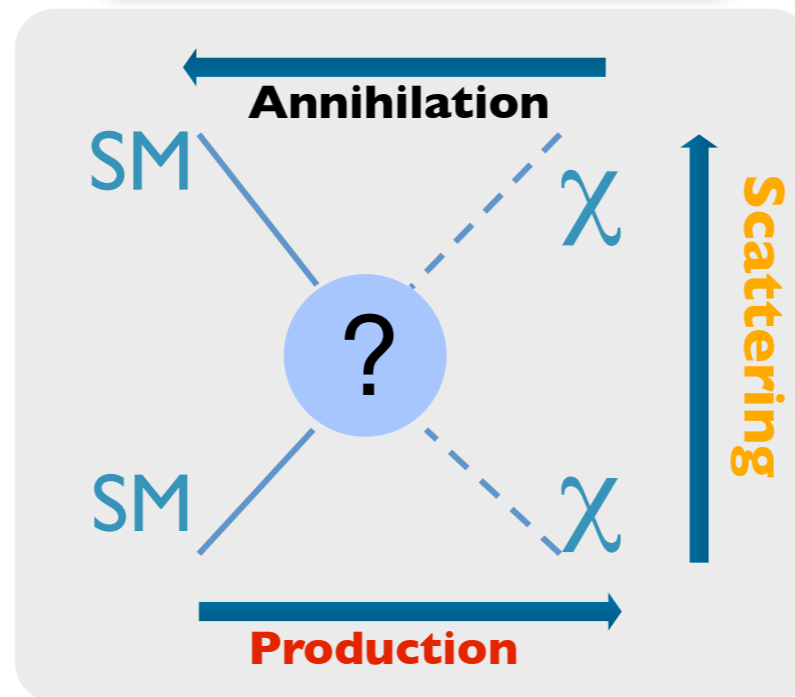 Annihilation
SM
χ
Scattering
?
SM
χ
Production